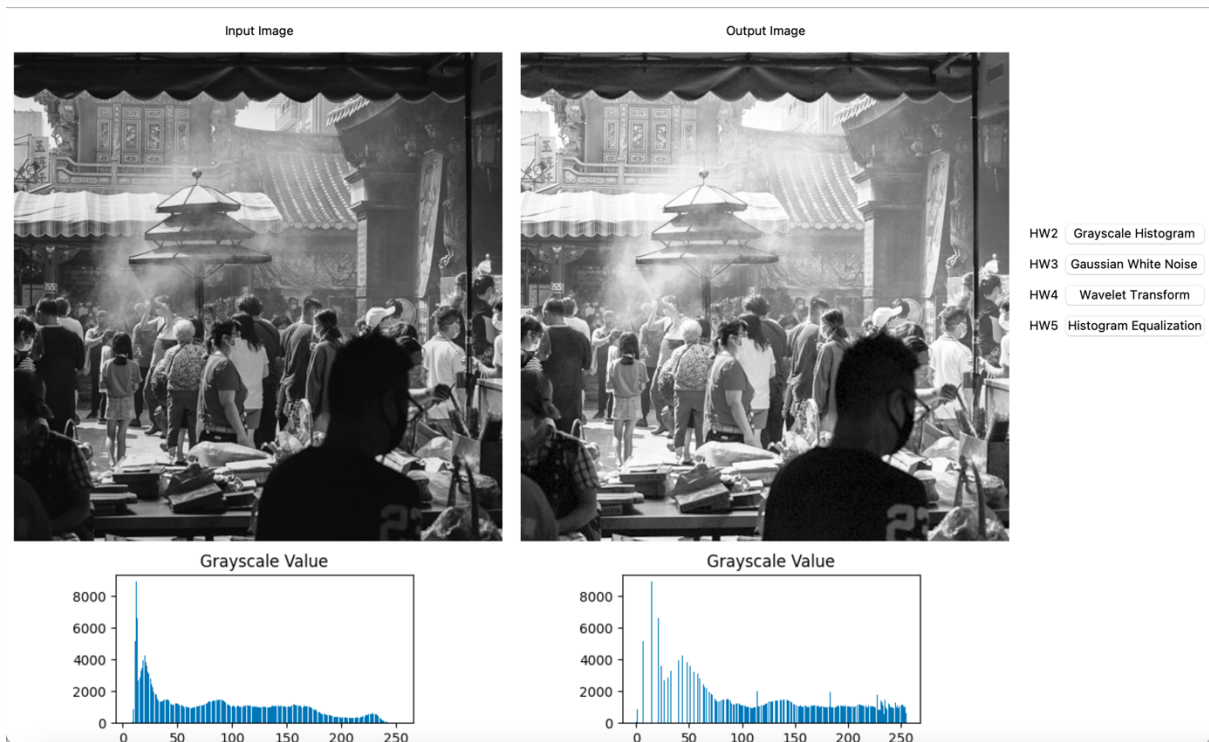 Input Image
Output Image
HW2 Grayscale Histogram
HW3 Gaussian White Noise
HW4 Wavelet Transform
HW5 Histogram Equalization
23
23
Grayscale Value
8000
6000
4000
2000
0
0 50 100 150 200 250
Grayscale Value
8000
6000
4000
2000
0
0 50 100 150 200 250